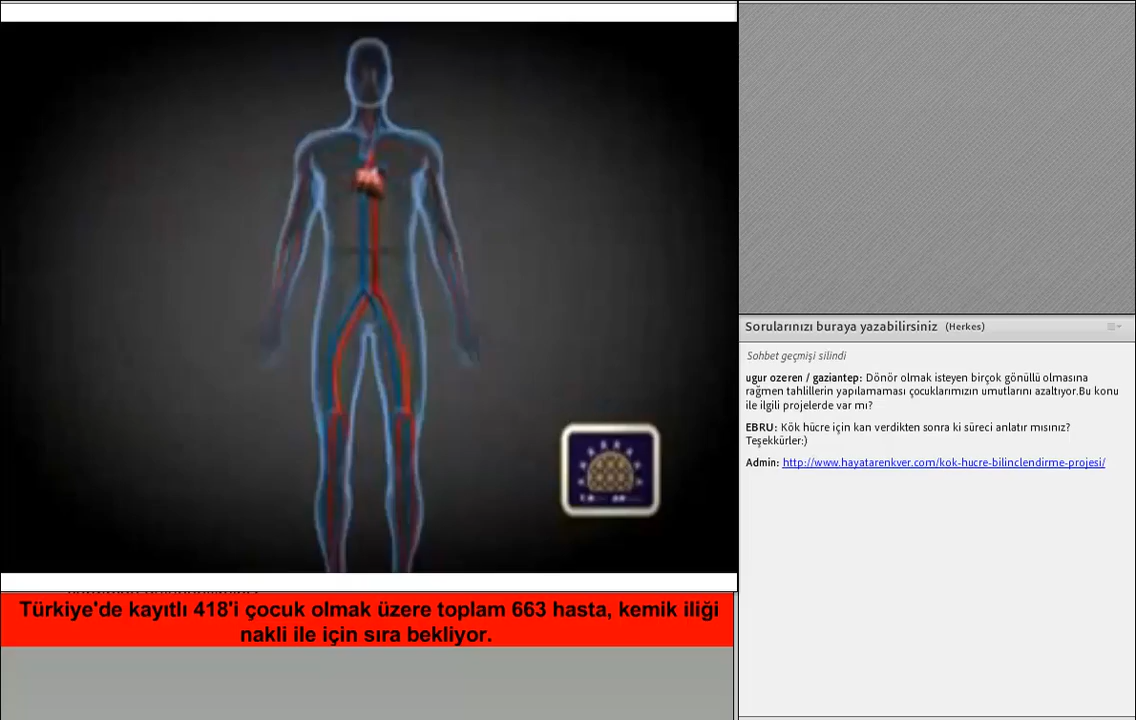 Türkiye'de kayıtlı 418'i çocuk olmak üzere toplam 663 hasta, kemik iliği
nakli ile için sıra bekliyor.
Sorularınızı buraya yazabilirsiniz (Herkes)
Sohbet geçmişi silindi
ugur ozeren / gaziantep: Dönör olmak isteyen birçok gönüllü olmasına
rağmen tahlillerin yapılamaması çocuklarımızın umutlarını azaltıyor.Bu konu
ile ilgili projelerde var mı?
EBRU: Kök hücre için kan verdikten sonra ki süreci anlatır mısınız?
Teşekkürler:)
Admin: http://www.hayatarenkver.com/kok-hucre-bilinclendirme-projesi/